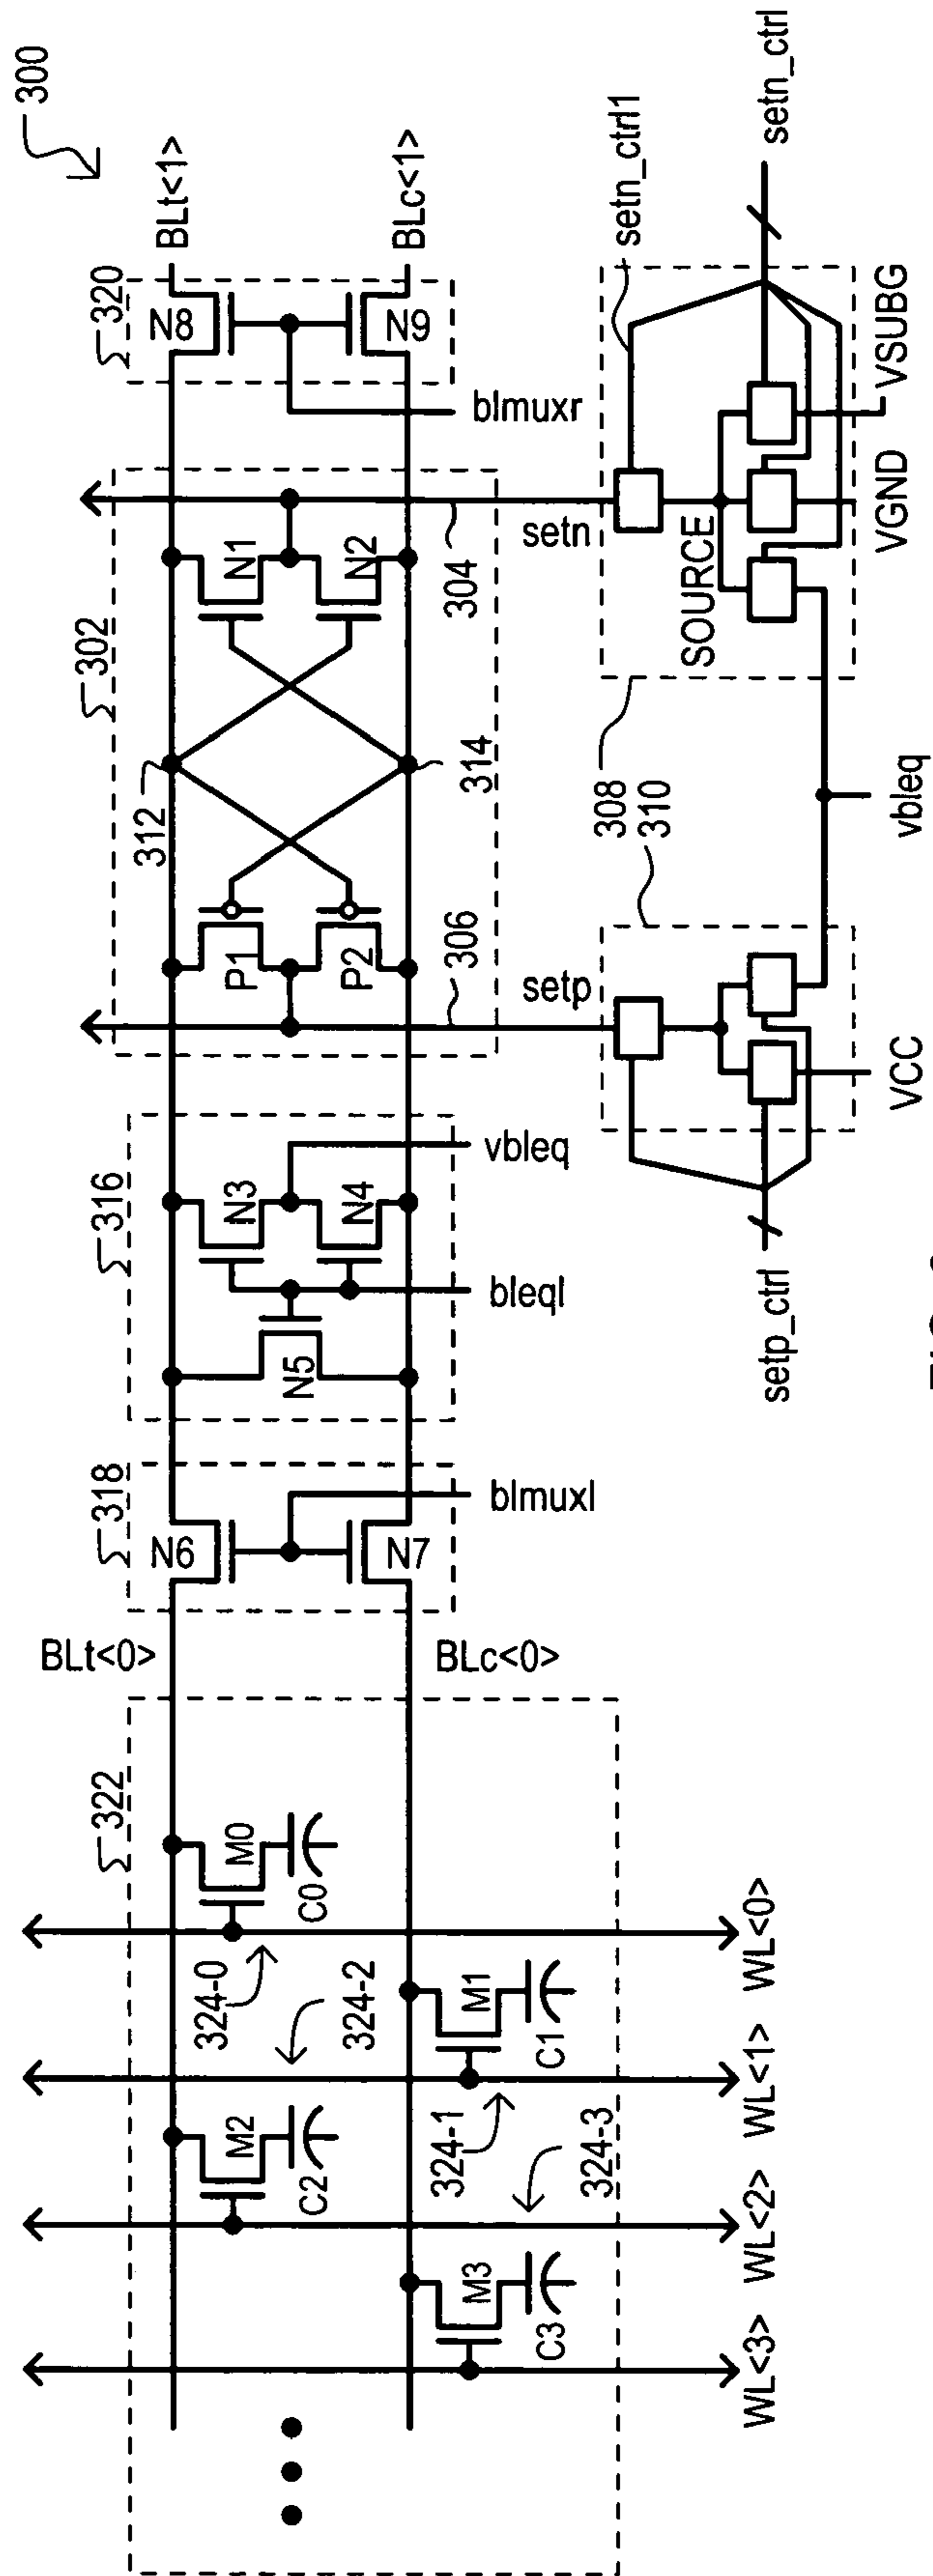 300
322
318
316
302
320
BLt<0>
BLt<1>
N6
N8
M2
M0
N3
P1
N1
312
C2
C0
N5
324-0
324-2
N7
N4
P2
N2
N9
BLc<0>
BLc<1>
314
M3
M1
324-1
C3
C1
324-3
blmuxl
bleql
vbleq
306
304
blmuxr
setp
setn
setn_ctrl1
308
310
SOURCE
WL<3>
WL<2>
WL<1>
WL<0>
setp_ctrl
setn_ctrl
VCC
vbleq
VGND
VSUBG